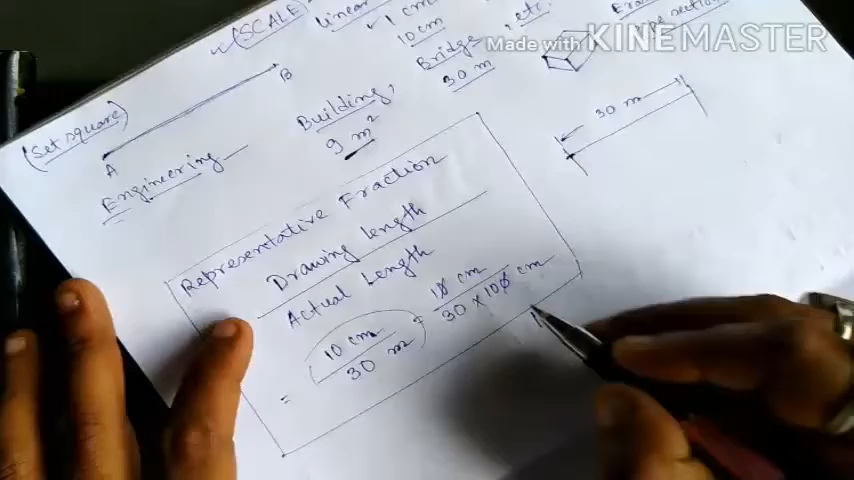 (SCALE)
linear
1 cm
10 cm
etc.
Made with KINEMASTER
(Set square)
A
B
Engineering
Building,
9 m²
Bridge
30 m
30 m
Representative Fraction
Drawing length
Actual Length
= 10 cm / 30 m = 10 cm / 30 × 100 cm